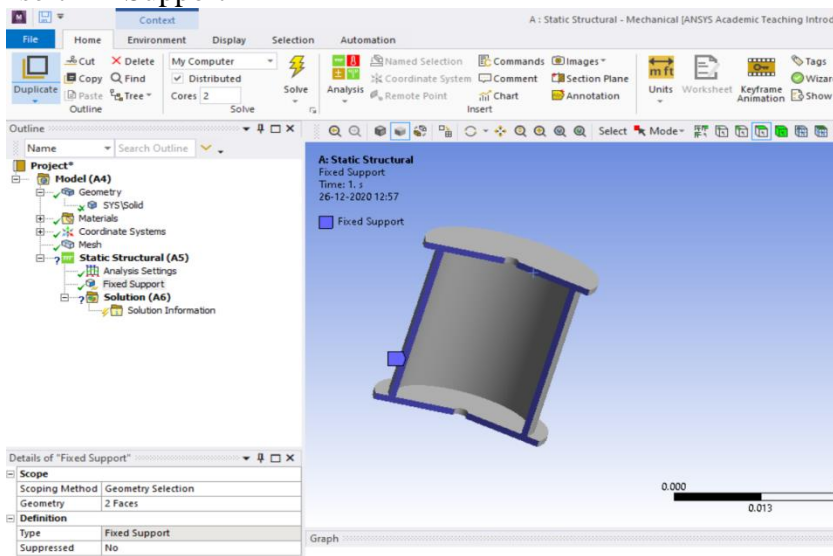 Context
A : Static Structural - Mechanical [ANSYS Academic Teaching Introd
File Home Environment Display Selection Automation
Duplicate
Cut
Copy
Paste
Delete
Find
Tree
Outline
My Computer
Distributed
Cores 2
Solve
Solve
Analysis
Named Selection
Coordinate System
Remote Point
Commands
Comment
Chart
Images
Section Plane
Annotation
Insert
Units
Worksheet
Keyframe
Animation
Tags
Wizar
Show
Outline
Name
Search Outline
Select
Mode
Project*
Model (A4)
Geometry
SYS\Solid
Materials
Coordinate Systems
Mesh
Static Structural (A5)
Analysis Settings
Fixed Support
Solution (A6)
Solution Information
A: Static Structural
Fixed Support
Time: 1. s
26-12-2020 12:57
Fixed Support
0.000
0.013
Details of "Fixed Support"
Scope
Scoping Method Geometry Selection
Geometry 2 Faces
Definition
Type Fixed Support
Suppressed No
Graph